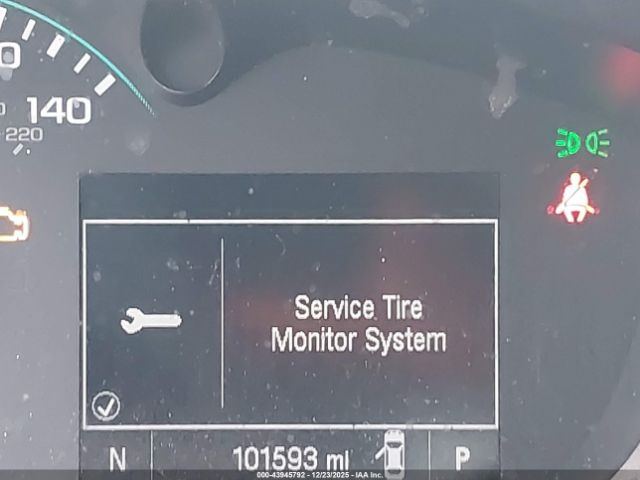 140
220
Service Tire
Monitor System
N 101593 mi P
000-43945792 - 12/23/2025 - IAA Inc.